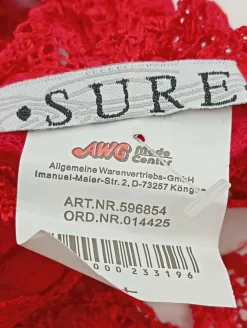 • SURE
AWG Mode
Center
Allgemeine Warenvertriebs-GmbH
Imanuel-Maier-Str. 2, D-73257 Köngen
ART.NR.596854
ORD.NR.014425
000233196